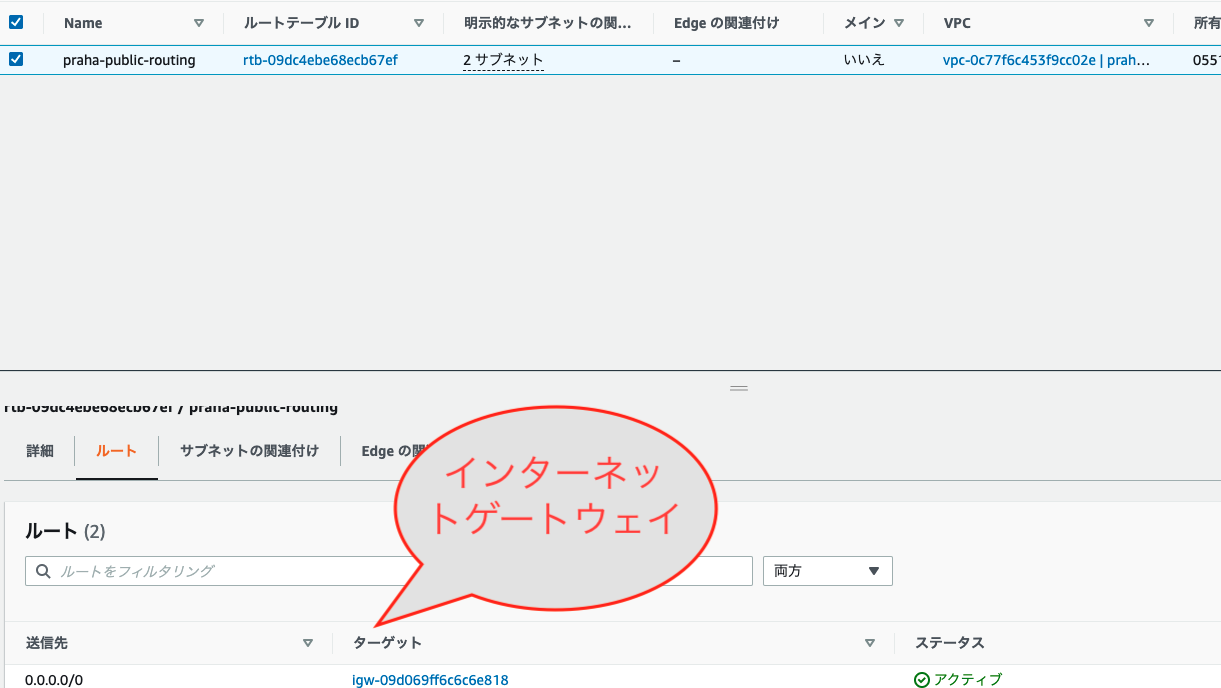 Name ルートテーブル ID 明示的なサブネットの関... Edge の関連付け メイン VPC 所有
praha-public-routing rtb-09dc4ebe68ecb67ef 2 サブネット – いいえ vpc-0c77f6c453f9cc02e | prah... 0551
rtb-09dc4ebe68ecb67ef / praha-public-routing
詳細 ルート サブネットの関連付け Edge の関
インターネッ
トゲートウェイ
ルート (2)
ルートをフィルタリング 両方
送信先 ターゲット ステータス
0.0.0.0/0 igw-09d069ff6c6c6e818 アクティブ